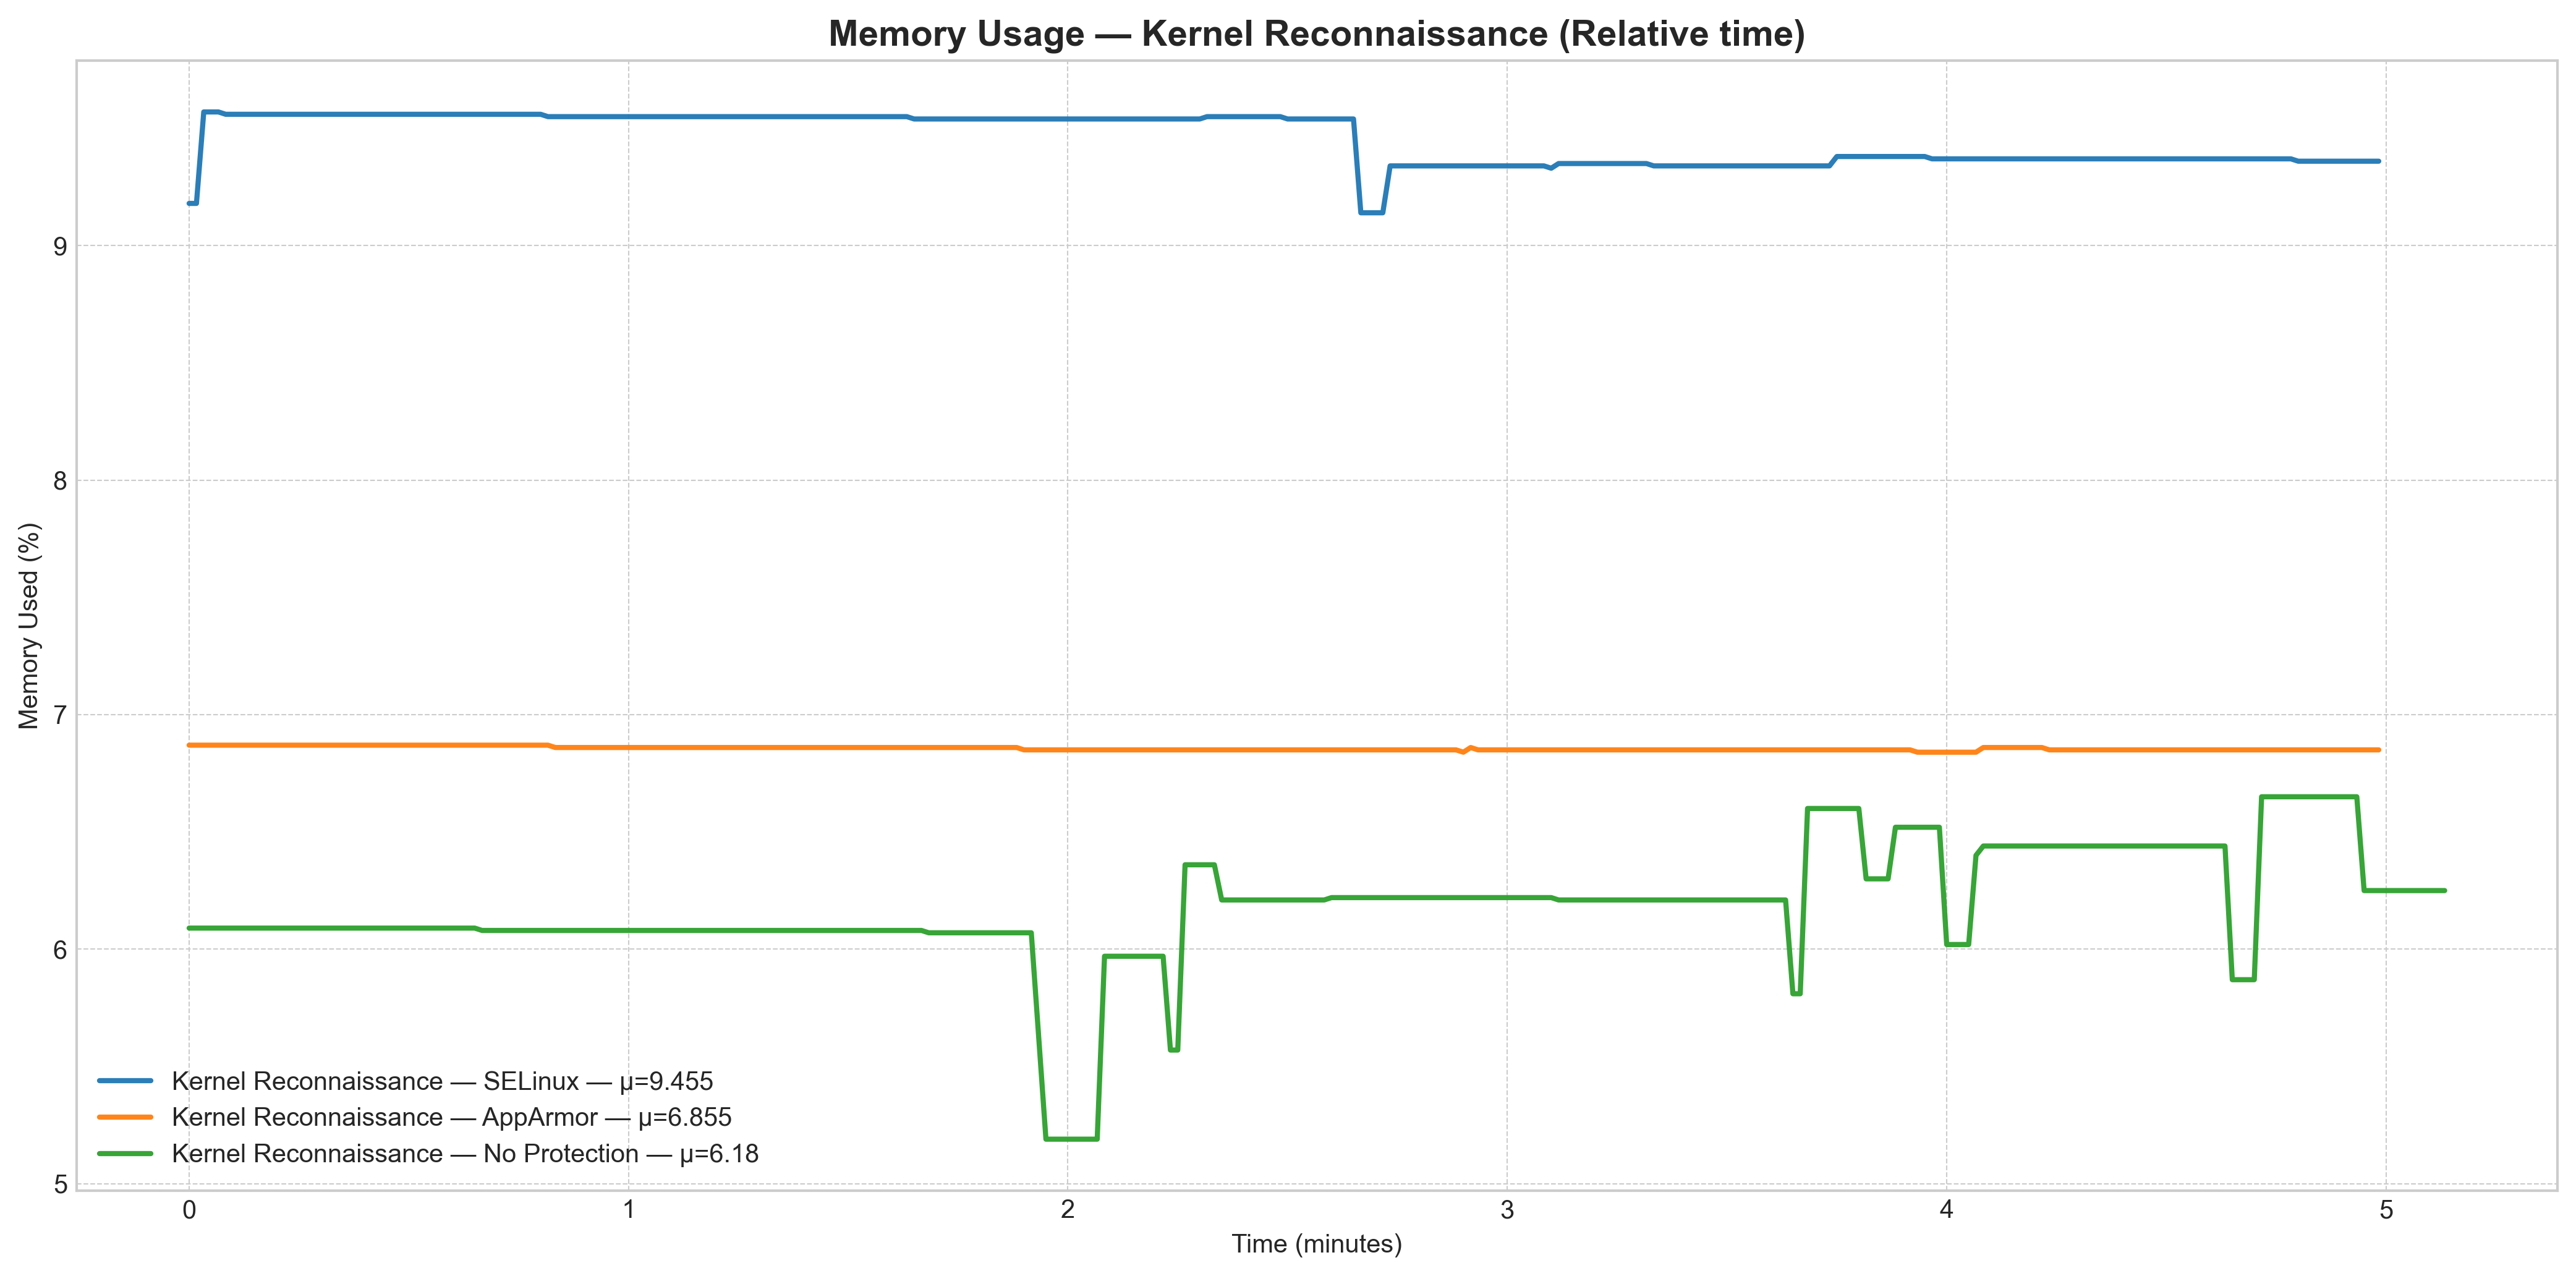 Memory Usage — Kernel Reconnaissance (Relative time)
Memory Used (%)
9
8
7
6
5
Kernel Reconnaissance — SELinux — μ=9.455
Kernel Reconnaissance — AppArmor — μ=6.855
Kernel Reconnaissance — No Protection — μ=6.18
0 1 2 3 4 5
Time (minutes)